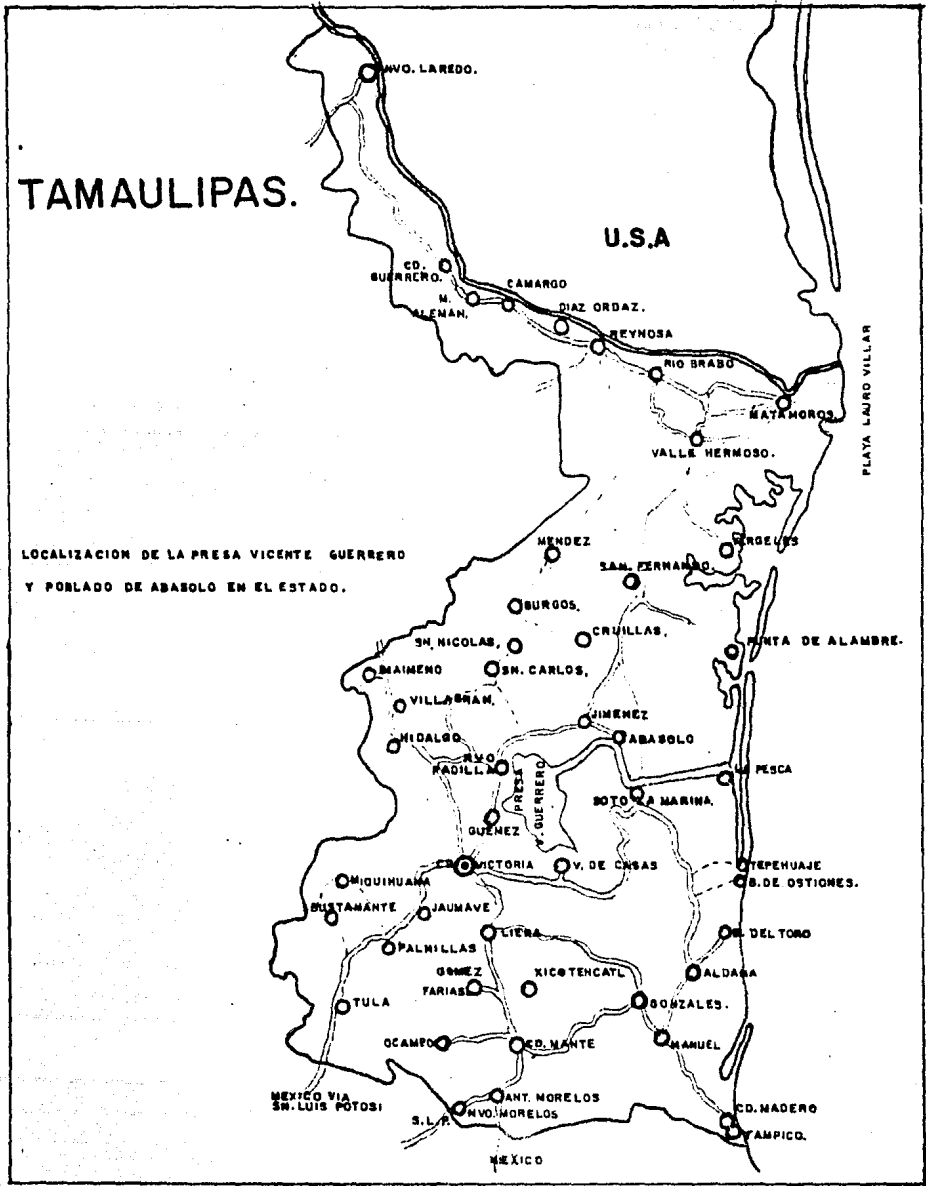 NVO. LAREDO.
TAMAULIPAS.
U.S.A
CD.
GUERRERO.
CAMARGO
M.
ALEMAN.
DIAZ ORDAZ.
REYNOSA
RIO BRABO
PLAYA LAURO VILLAR
MATAMOROS.
VALLE HERMOSO.
LOCALIZACION DE LA PRESA VICENTE GUERRERO
Y POBLADO DE ABASOLO EN EL ESTADO.
MENDEZ
VERGELES
SAN. FERNANDO.
BURGOS.
CRUILLAS.
SN. NICOLAS.
PUNTA DE ALAMBRE.
SN. CARLOS.
VILLAGRAN.
JIMENEZ
HIDALGO
ABASOLO
NVO
PADILLA
LA PESCA
PRESA
V. GUERRERO
SOTO LA MARINA.
GUEMEZ
CD. VICTORIA
V. DE CASAS
TEPEHUAJE
B. DE OSTIONES.
MIQUIHUANA
BUSTAMANTE
JAUMAVE
LLERA
B. DEL TORO
PALMILLAS
GOMEZ
FARIAS
XICOTENCATL
ALDAMA
TULA
GONZALES.
OCAMPO
CD. MANTE
MANUEL
MEXICO VIA
SN. LUIS POTOSI
ANT. MORELOS
NVO. MORELOS
S.L.P.
CD. MADERO
TAMPICO.
MEXICO